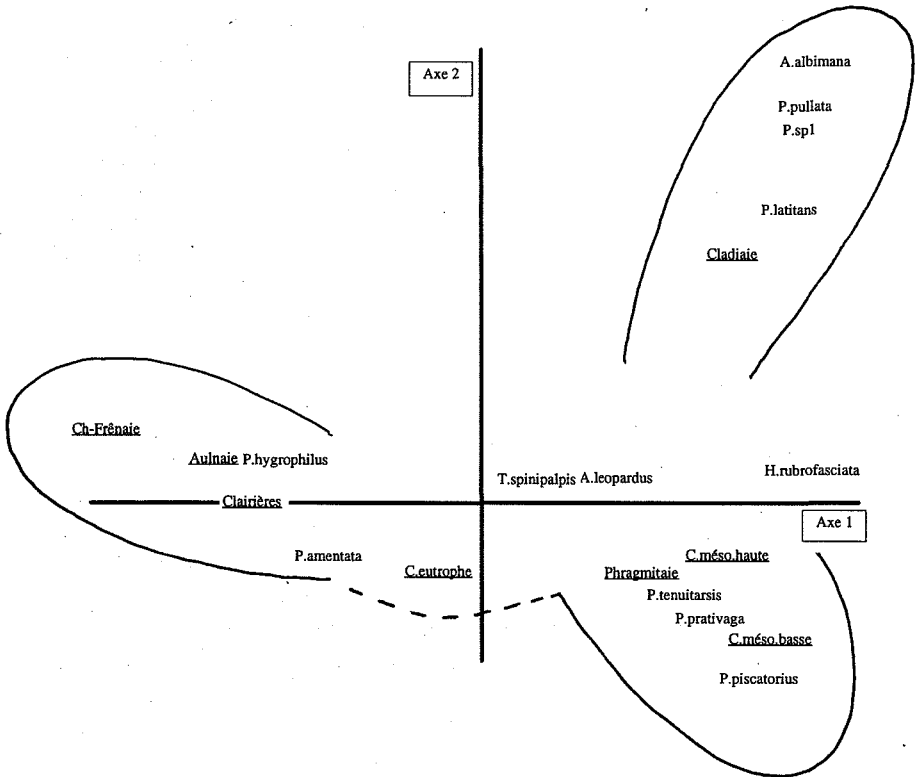 A.albimana
Axe 2
P.pullata
P.sp1
P.latitans
Cladiaie
Ch-Frênaie
Aulnaie P.hygrophilus
T.spinipalpis A.leopardus
H.rubrofasciata
Clairières
Axe 1
P.amentata
C.eutrophe
C.méso.haute
Phragmitaie
P.tenuitarsis
P.prativaga
C.méso.basse
P.piscatorius